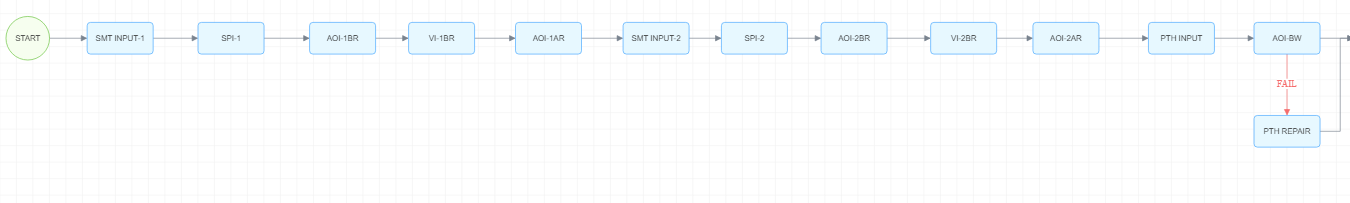 START
SMT INPUT-1
SPI-1
AOI-1BR
VI-1BR
AOI-1AR
SMT INPUT-2
SPI-2
AOI-2BR
VI-2BR
AOI-2AR
PTH INPUT
AOI-BW
FAIL
PTH REPAIR